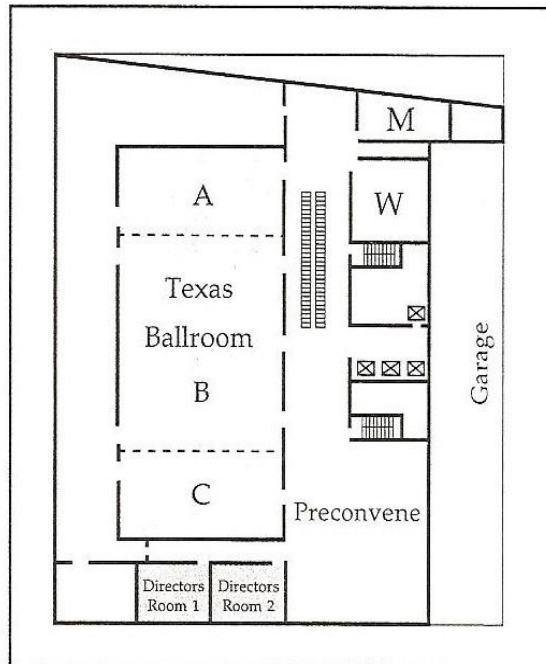 M
A
W
Texas
Ballroom
B
Garage
C
Preconvene
Directors
Room 1
Directors
Room 2